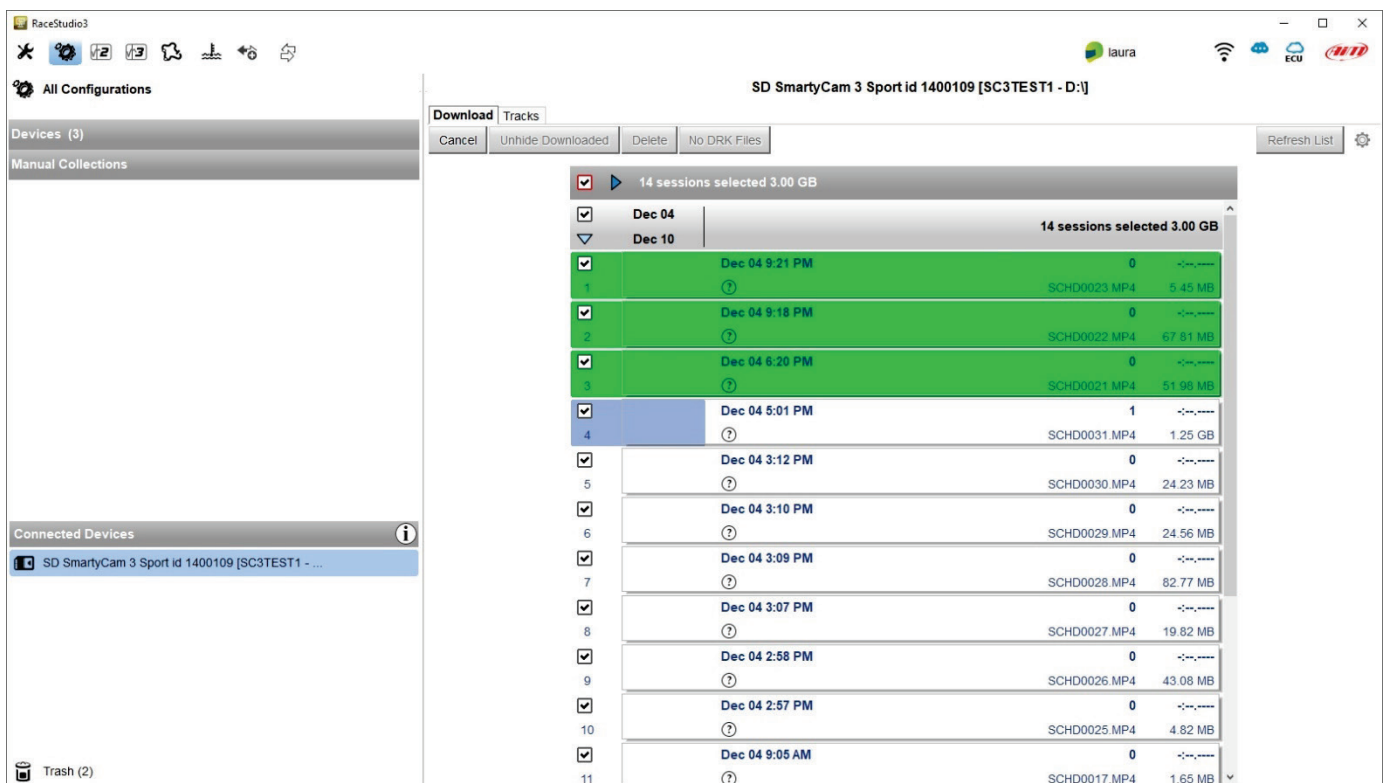 RaceStudio3
laura
ECU
AiM
All Configurations
SD SmartyCam 3 Sport id 1400109 [SC3TEST1 - D:\]
Devices (3)
Manual Collections
Download Tracks
Cancel Unhide Downloaded Delete No DRK Files Refresh List
14 sessions selected 3.00 GB
Dec 04
Dec 10
14 sessions selected 3.00 GB
Dec 04 9:21 PM 0 -:--.----
1 ? SCHD0023.MP4 5.45 MB
Dec 04 9:18 PM 0 -:--.----
2 ? SCHD0022.MP4 67.81 MB
Dec 04 6:20 PM 0 -:--.----
3 ? SCHD0021.MP4 51.98 MB
Dec 04 5:01 PM 1 -:--.----
4 ? SCHD0031.MP4 1.25 GB
Dec 04 3:12 PM 0 -:--.----
5 ? SCHD0030.MP4 24.23 MB
Dec 04 3:10 PM 0 -:--.----
6 ? SCHD0029.MP4 24.56 MB
Dec 04 3:09 PM 0 -:--.----
7 ? SCHD0028.MP4 82.77 MB
Dec 04 3:07 PM 0 -:--.----
8 ? SCHD0027.MP4 19.82 MB
Dec 04 2:58 PM 0 -:--.----
9 ? SCHD0026.MP4 43.08 MB
Dec 04 2:57 PM 0 -:--.----
10 ? SCHD0025.MP4 4.82 MB
Dec 04 9:05 AM 0 -:--.----
11 ? SCHD0017.MP4 1.65 MB
Connected Devices
SD SmartyCam 3 Sport id 1400109 [SC3TEST1 - ...
Trash (2)